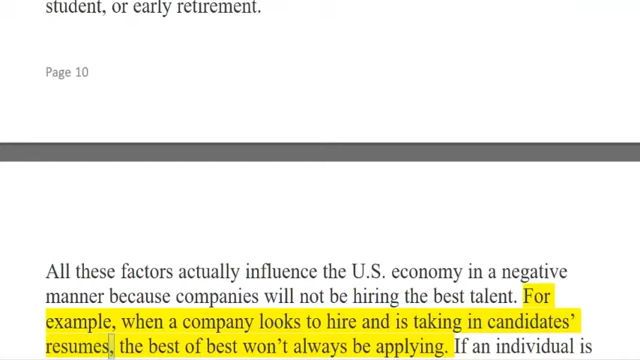 student, or early retirement.
Page 10
All these factors actually influence the U.S. economy in a negative
manner because companies will not be hiring the best talent. For
example, when a company looks to hire and is taking in candidates’
resumes, the best of best won’t always be applying. If an individual is